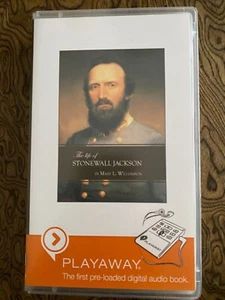 The life of
STONEWALL JACKSON
BY MARY L. WILLIAMSON
PLAYAWAY
The first pre-loaded digital audio book.